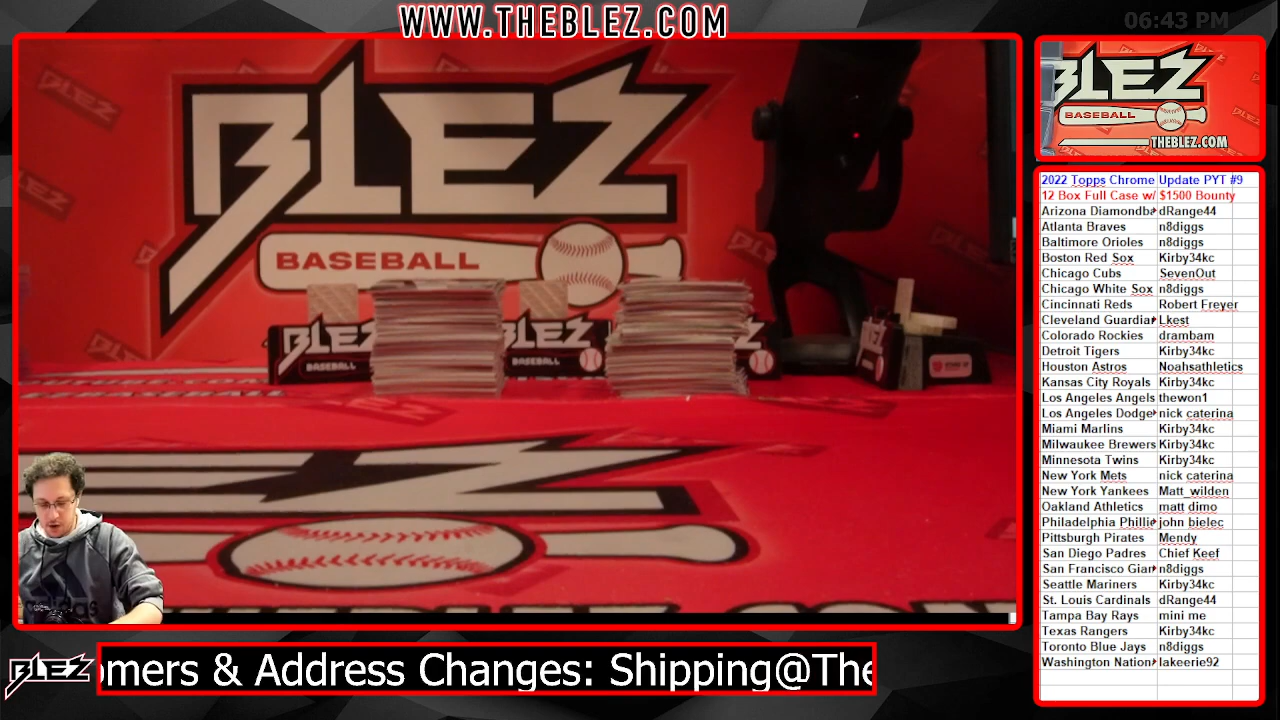 WWW.THEBLEZ.COM
06:43 PM
BLEZ
BASEBALL
BLEZ
BASEBALL
THEBLEZ.COM
BLEZ
BASEBALL
BLEZ
BASEBALL
2022 Topps Chrome Update PYT #9
12 Box Full Case w/ $1500 Bounty
Arizona Diamondba dRange44
Atlanta Braves n8diggs
Baltimore Orioles n8diggs
Boston Red Sox Kirby34kc
Chicago Cubs SevenOut
Chicago White Sox n8diggs
Cincinnati Reds Robert Freyer
Cleveland Guardian Lkest
Colorado Rockies drambam
Detroit Tigers Kirby34kc
Houston Astros Noahsathletics
Kansas City Royals Kirby34kc
Los Angeles Angels thewon1
Los Angeles Dodge nick caterina
Miami Marlins Kirby34kc
Milwaukee Brewers Kirby34kc
Minnesota Twins Kirby34kc
New York Mets nick caterina
New York Yankees Matt_wilden
Oakland Athletics matt dimo
Philadelphia Phillie john bielec
Pittsburgh Pirates Mendy
San Diego Padres Chief Keef
San Francisco Gian n8diggs
Seattle Mariners Kirby34kc
St. Louis Cardinals dRange44
Tampa Bay Rays mini me
Texas Rangers Kirby34kc
Toronto Blue Jays n8diggs
Washington Nation lakeerie92
BLEZ
omers & Address Changes: Shipping@The